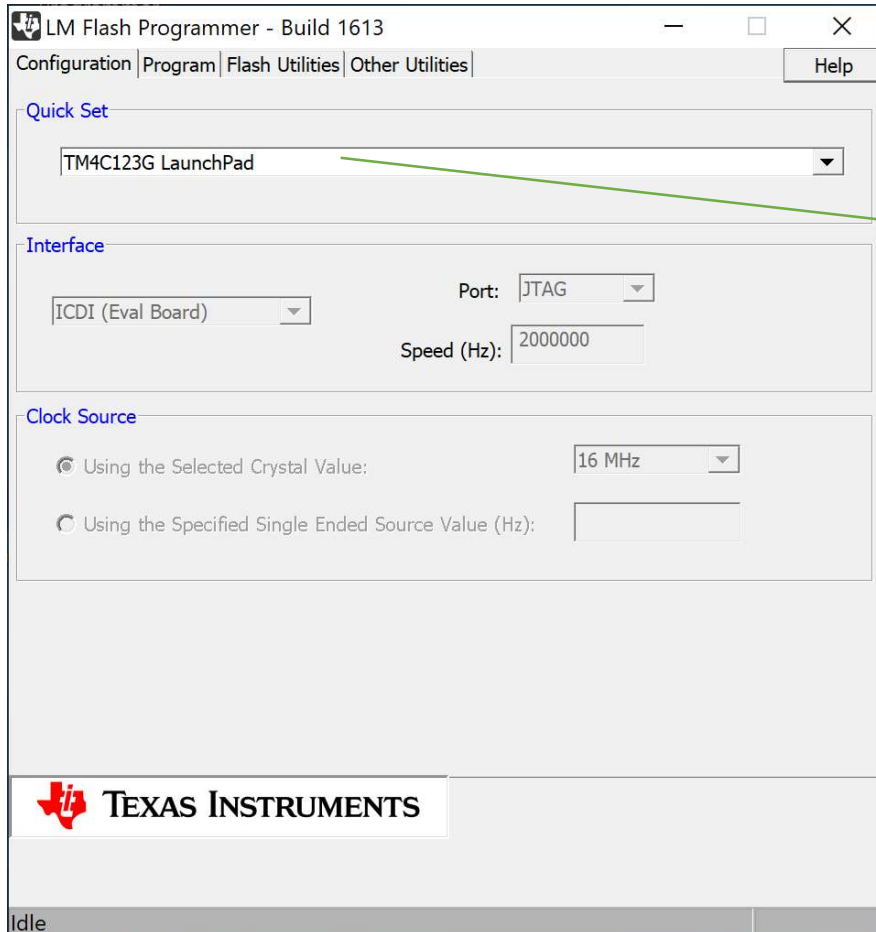 LM Flash Programmer - Build 1613
Configuration Program Flash Utilities Other Utilities Help
Quick Set
TM4C123G LaunchPad
Interface
ICDI (Eval Board)
Port: JTAG
Speed (Hz): 2000000
Clock Source
Using the Selected Crystal Value: 16 MHz
Using the Specified Single Ended Source Value (Hz):
TEXAS INSTRUMENTS
Idle